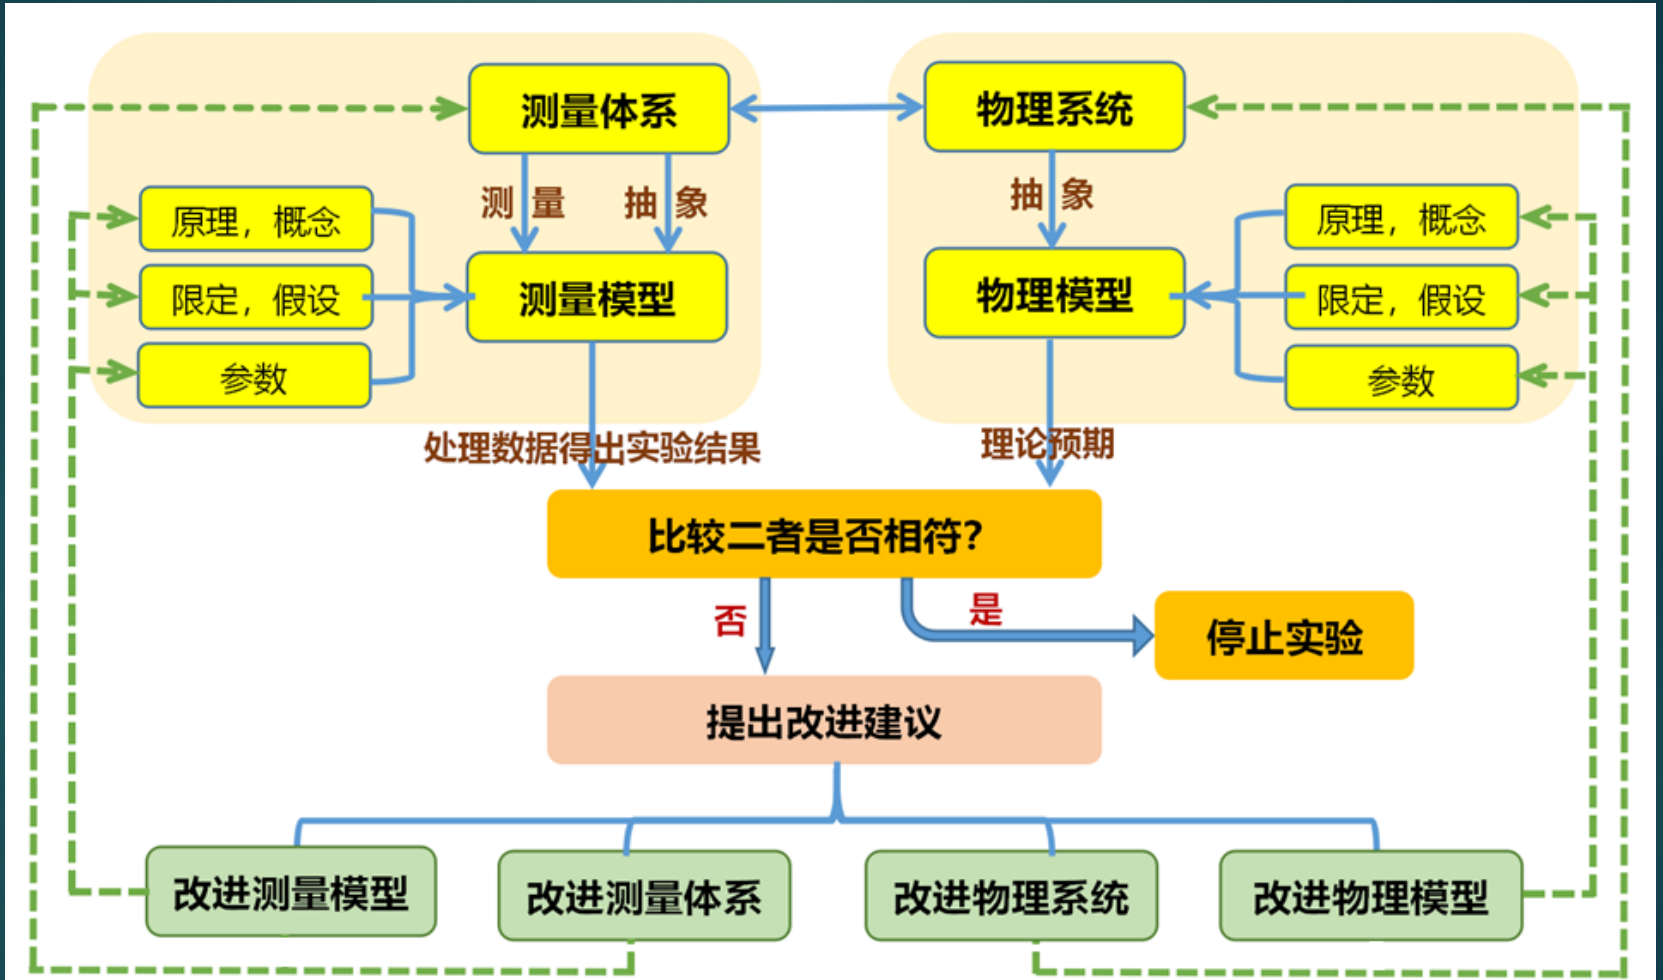 测量体系
物理系统
测量
抽象
抽象
原理，概念
限定，假设
参数
测量模型
物理模型
原理，概念
限定，假设
参数
处理数据得出实验结果
理论预期
比较二者是否相符？
否
是
停止实验
提出改进建议
改进测量模型
改进测量体系
改进物理系统
改进物理模型